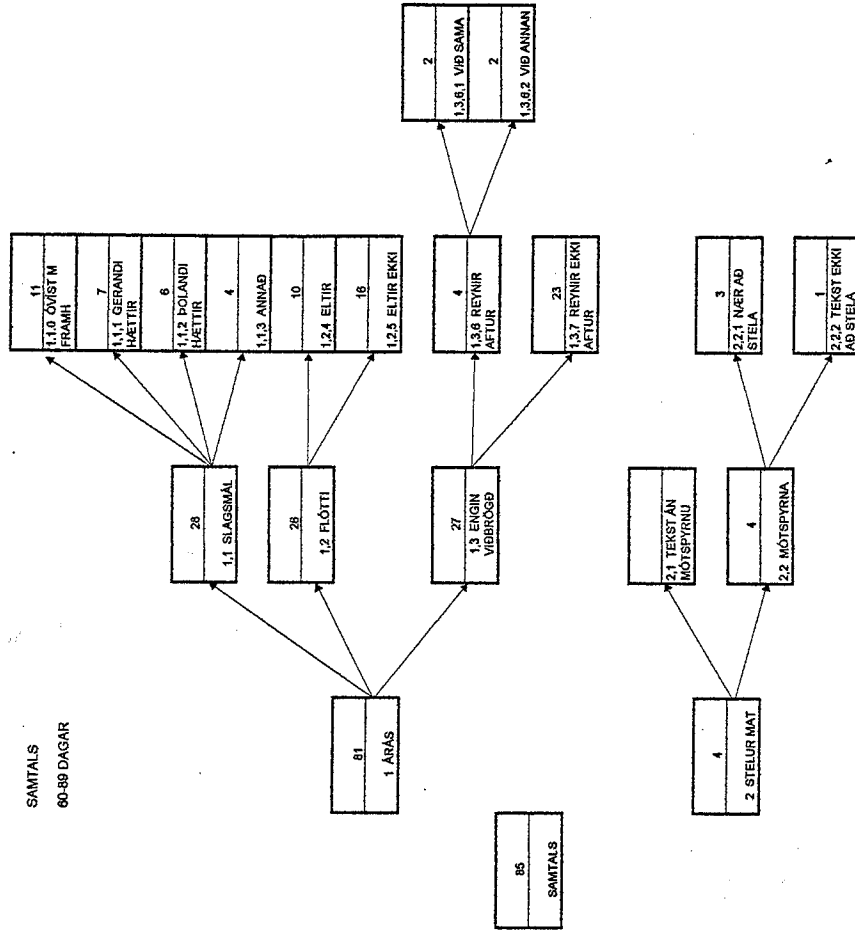 SAMTALS
60-89 DAGAR
85
SAMTALS
81
1 ÁRÁS
28
1,1 SLAGSMÁL
11
1,1,0 ÓVÍST M
FRAMH
7
1,1,1 GERANDI
HÆTTIR
6
1,1,2 ÞOLANDI
HÆTTIR
4
1,1,3 ANNAÐ
26
1,2 FLÓTTI
10
1,2,4 ELTIR
16
1,2,5 ELTIR EKKI
27
1,3 ENGIN
VIÐBRÖGÐ
4
1,3,6 REYNIR
AFTUR
2
1,3,6,1 VIÐ SAMA
2
1,3,6,2 VIÐ ANNAN
23
1,3,7 REYNIR EKKI
AFTUR
4
2 STELUR MAT
2,1 TEKST ÁN
MÓTSPYRNU
4
2,2 MÓTSPYRNA
3
2,2,1 NÆR AÐ
STELA
1
2,2,2 TEKST EKKI
AÐ STELA